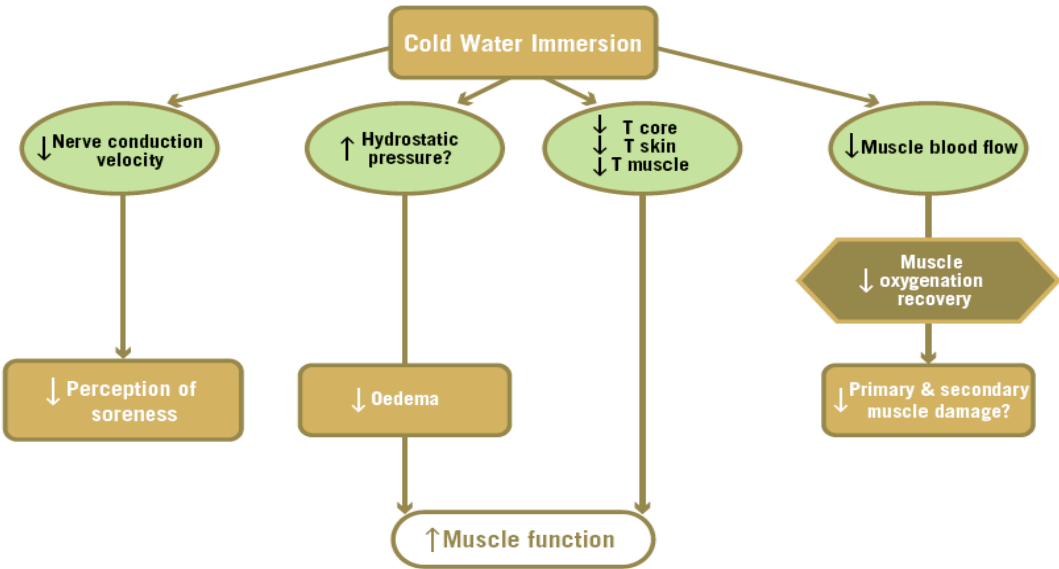 Cold Water Immersion
↓ Nerve conduction
velocity
↑ Hydrostatic
pressure?
↓ T core
↓ T skin
↓ T muscle
↓ Muscle blood flow
↓ Muscle
oxygenation
recovery
↓ Perception of
soreness
↓ Oedema
↓ Primary & secondary
muscle damage?
↑ Muscle function